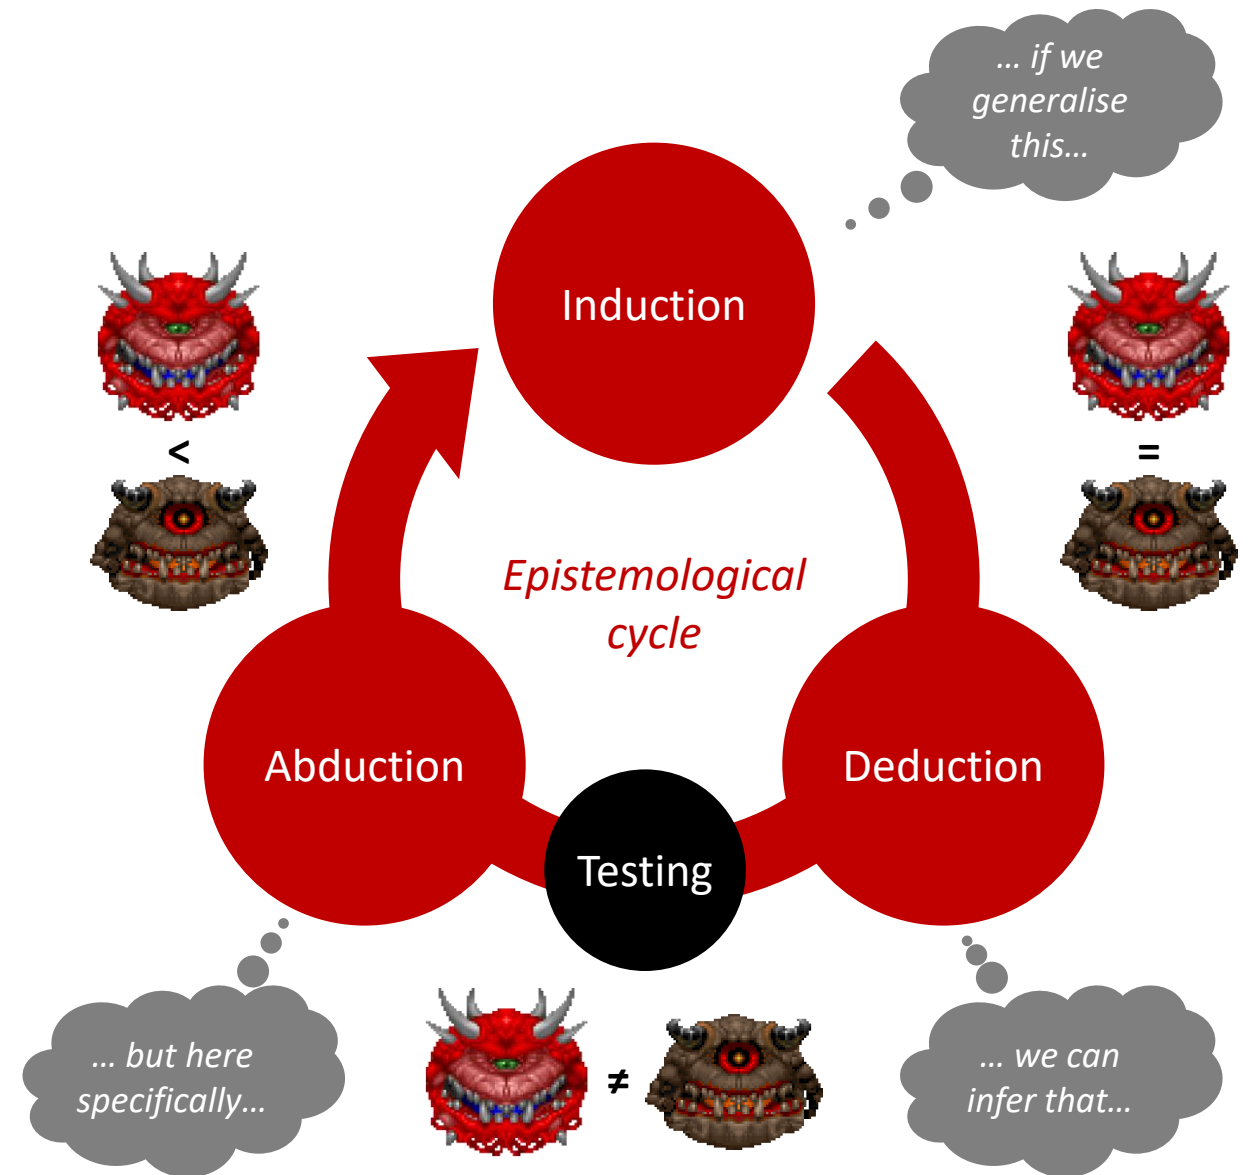 … if we
generalise
this…
Induction
<
=
Epistemological
cycle
Abduction
Deduction
Testing
… but here
specifically…
≠
… we can
infer that…